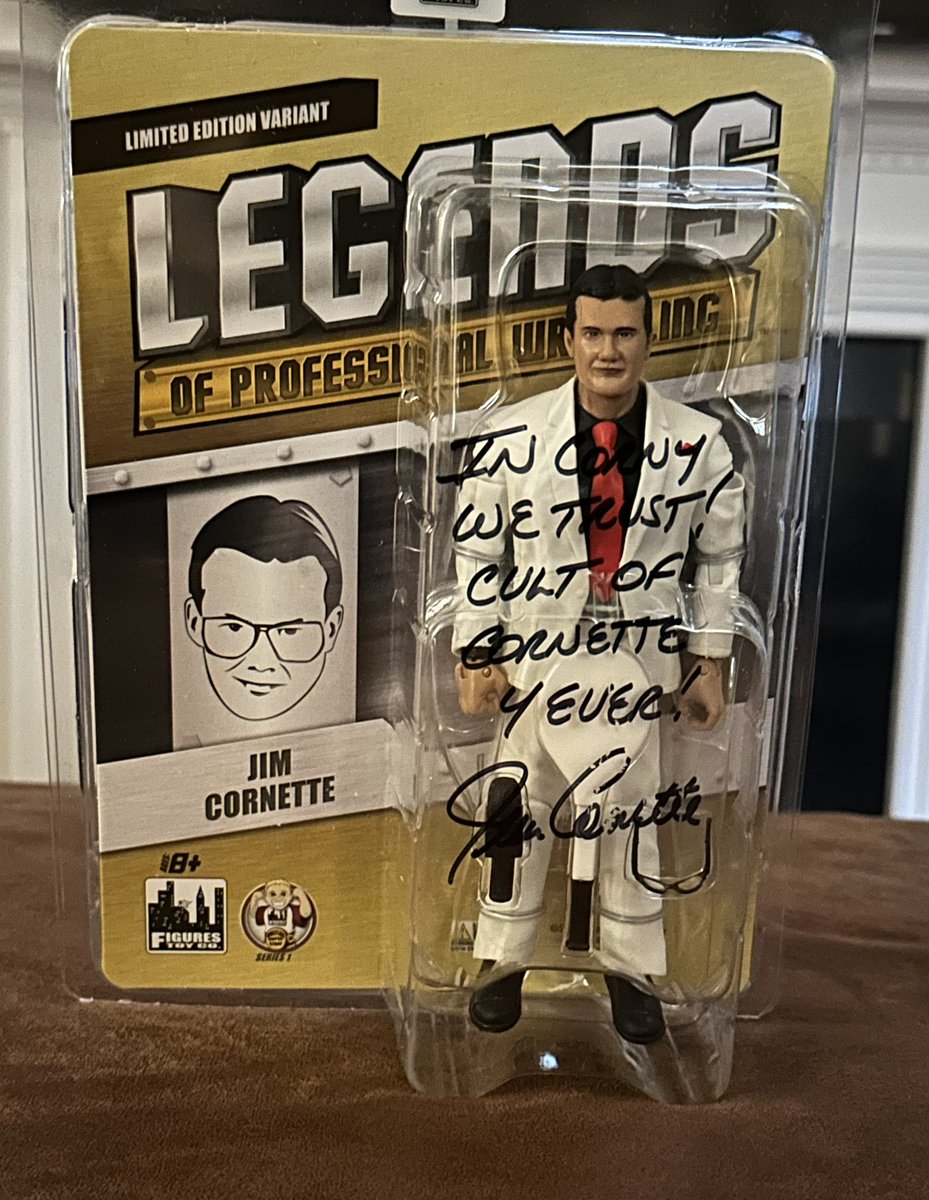 LIMITED EDITION VARIANT
LEGENDS
OF PROFESSIONAL WRESTLING
IN CORNY
WE TRUST!
CULT OF
CORNETTE
4 EVER!
Jim Cornette
JIM
CORNETTE
AGES 8+
FIGURES
TOY CO.
SERIES 1